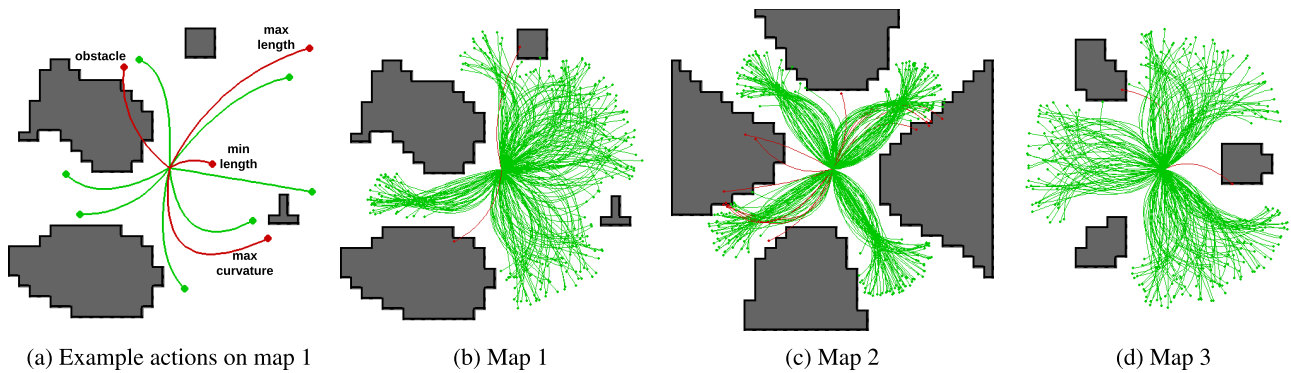 max
length
obstacle
min
length
max
curvature
(a) Example actions on map 1
(b) Map 1
(c) Map 2
(d) Map 3